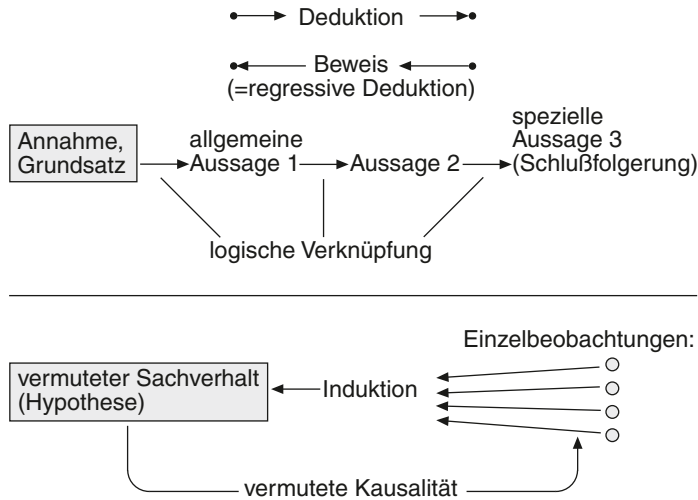 Deduktion
Beweis
(=regressive Deduktion)
Annahme,
Grundsatz
allgemeine
Aussage 1
Aussage 2
spezielle
Aussage 3
(Schlußfolgerung)
logische Verknüpfung
Einzelbeobachtungen:
vermuteter Sachverhalt
(Hypothese)
Induktion
vermutete Kausalität